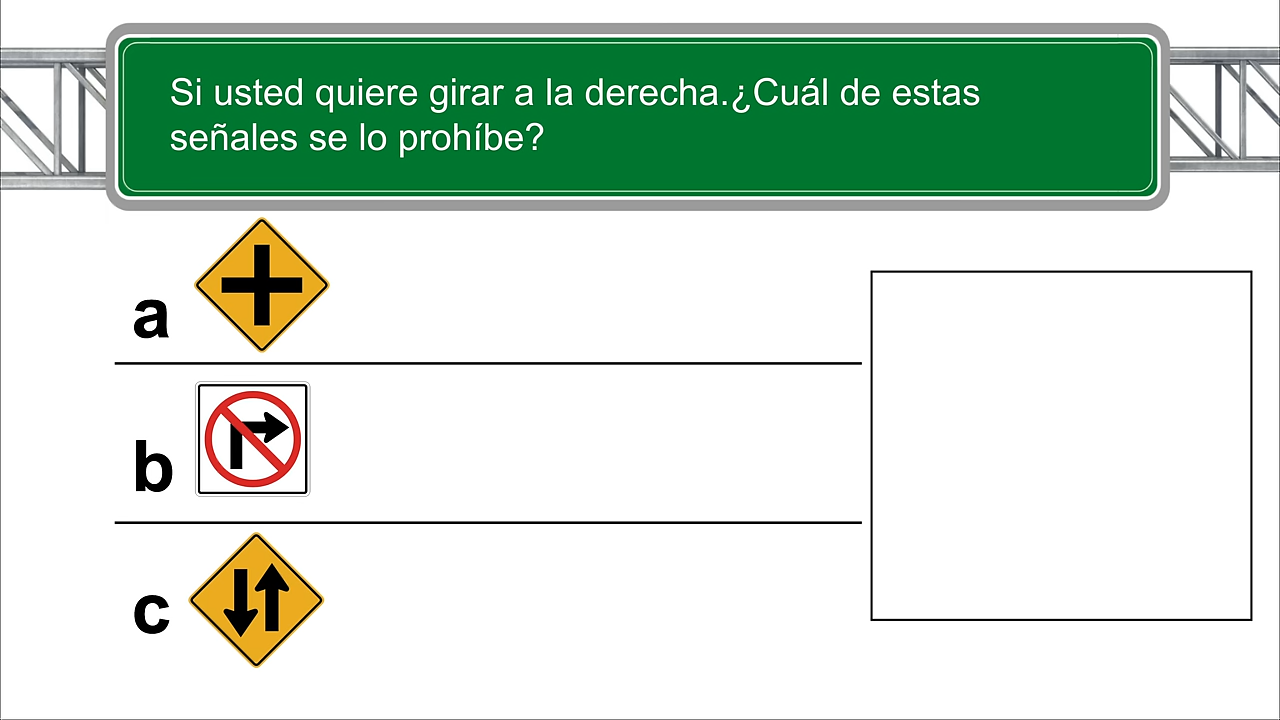 Si usted quiere girar a la derecha.¿Cuál de estas
señales se lo prohíbe?
a
b
c